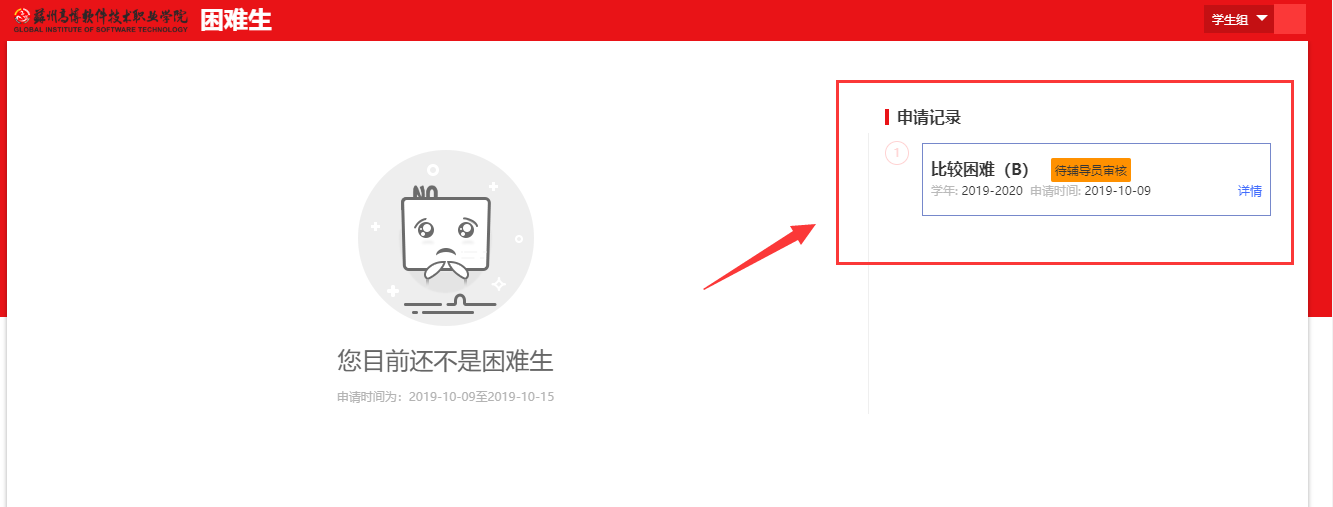 蘇州高博软件技术职业学院
GLOBAL INSTITUTE OF SOFTWARE TECHNOLOGY
困难生
学生组
申请记录
1
比较困难（B） 待辅导员审核
学年: 2019-2020 申请时间: 2019-10-09 详情
NO
您目前还不是困难生
申请时间为：2019-10-09至2019-10-15